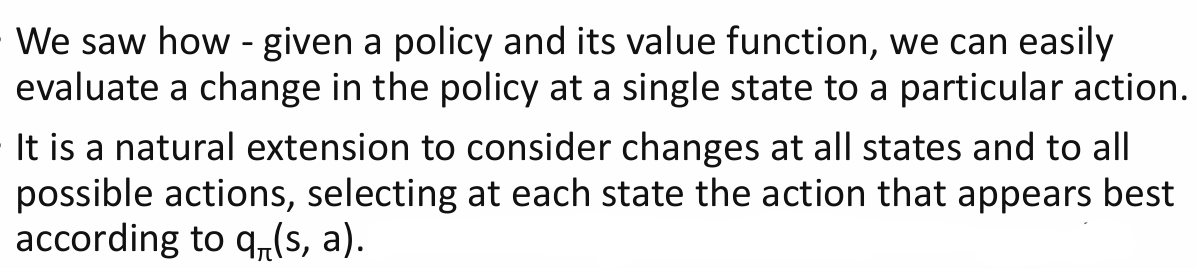 • We saw how - given a policy and its value function, we can easily
evaluate a change in the policy at a single state to a particular action.
• It is a natural extension to consider changes at all states and to all
possible actions, selecting at each state the action that appears best
according to qπ(s, a).